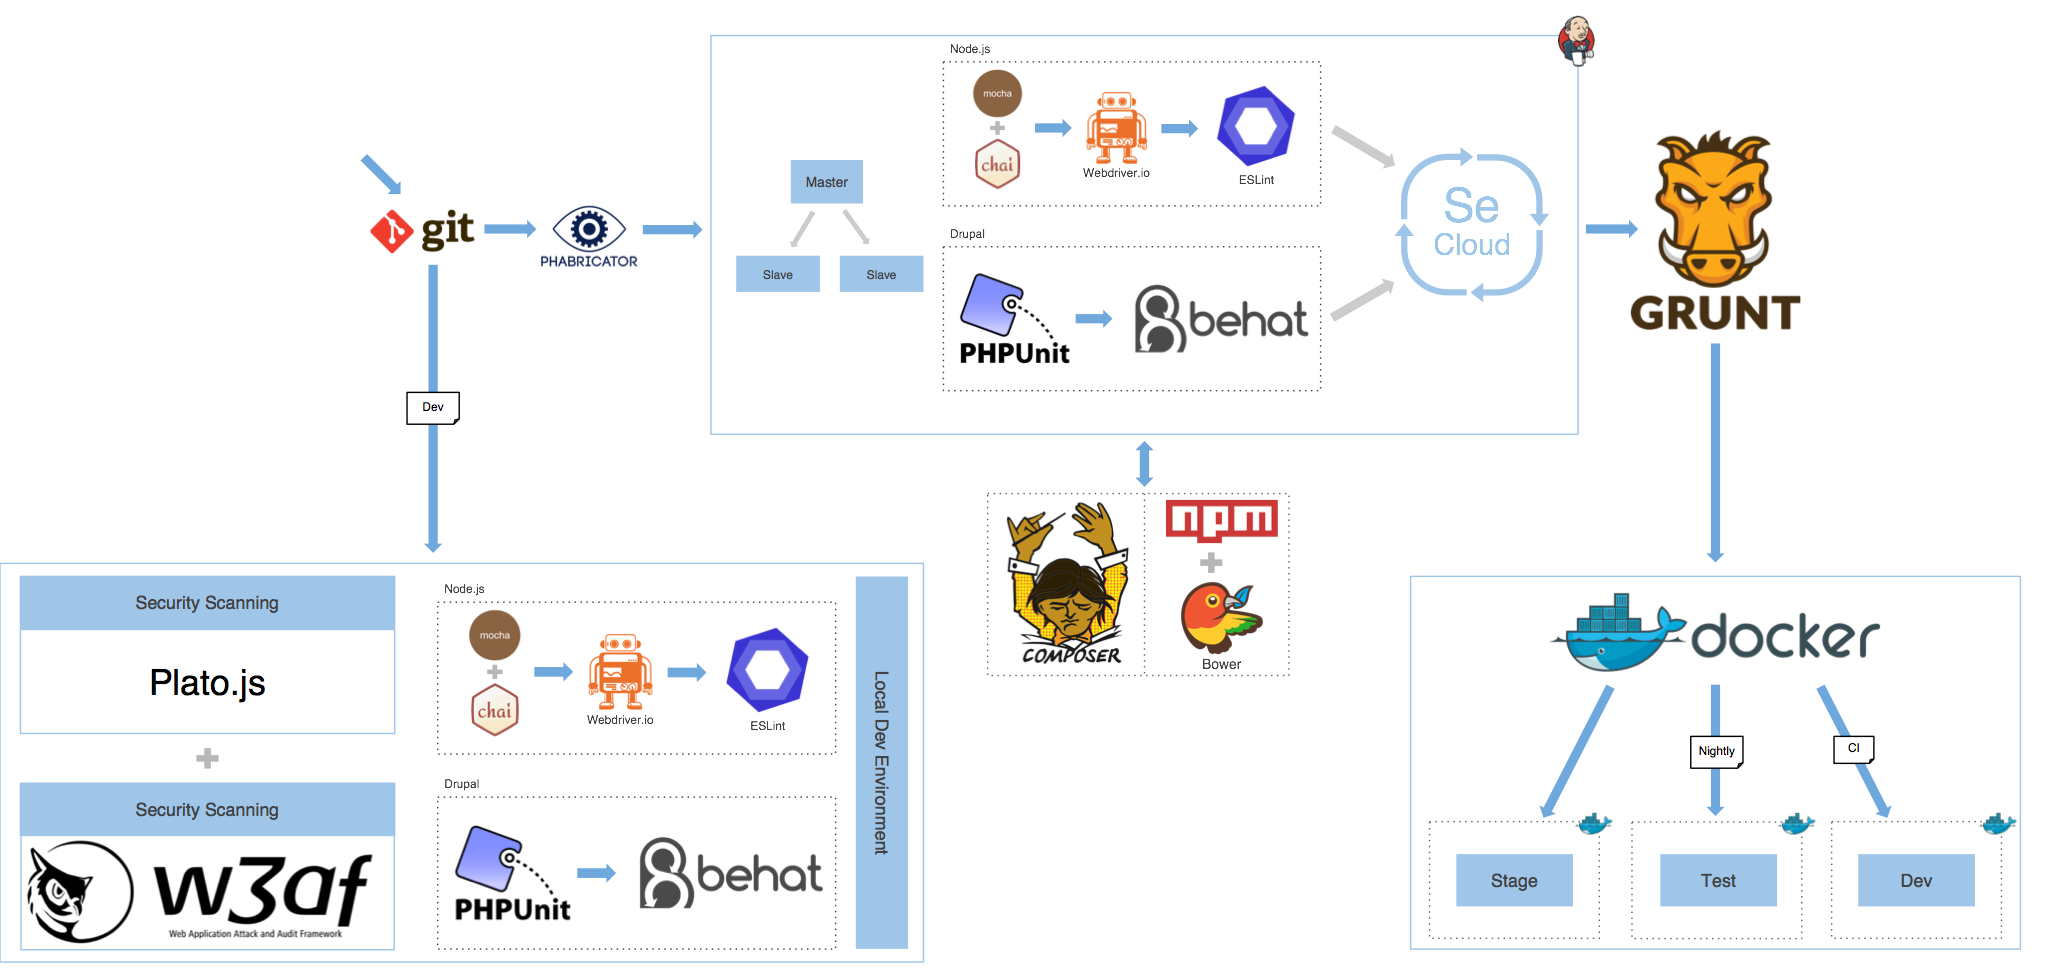 Node.js
mocha
chai
Webdriver.io
ESLint
Master
Slave
Slave
Drupal
PHPUnit
behat
Se
Cloud
git
PHABRICATOR
GRUNT
Dev
COMPOSER
npm
Bower
Security Scanning
Plato.js
Security Scanning
w3af
Web Application Attack and Audit Framework
Node.js
mocha
chai
Webdriver.io
ESLint
Drupal
PHPUnit
behat
Local Dev Environment
docker
Nightly
CI
Stage
Test
Dev